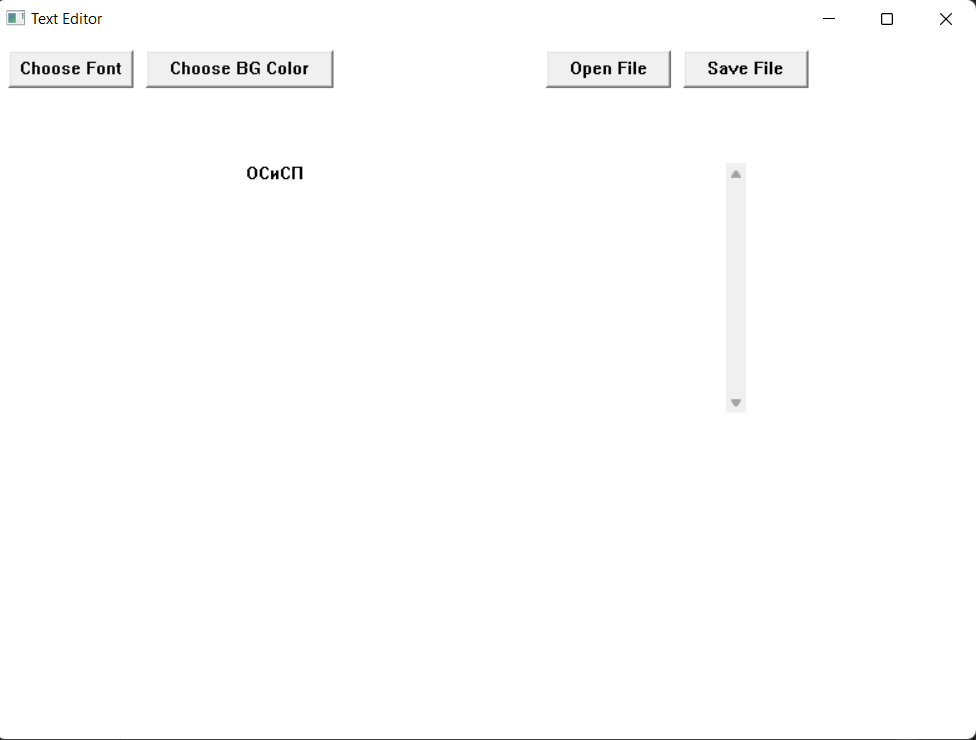 Text Editor
Choose Font Choose BG Color Open File Save File
ОСиСП